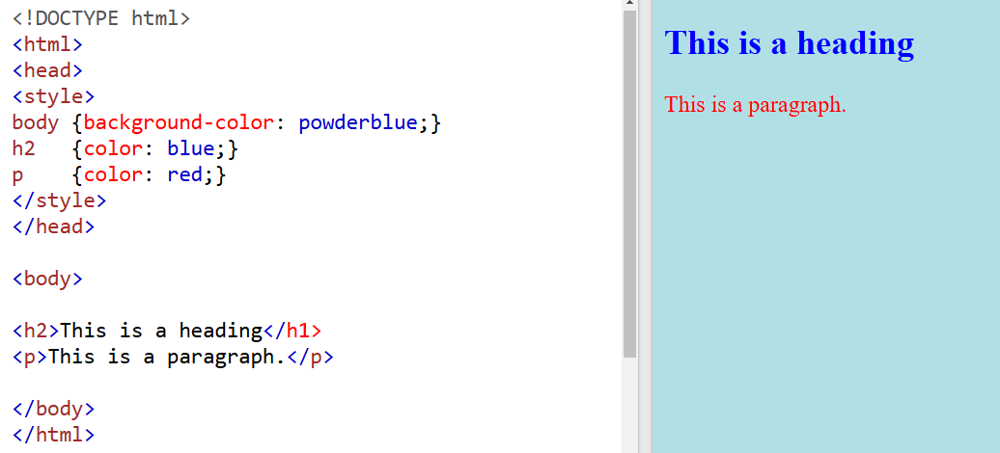 <!DOCTYPE html>
<html>
<head>
<style>
body {background-color: powderblue;}
h2   {color: blue;}
p    {color: red;}
</style>
</head>

<body>

<h2>This is a heading</h1>
<p>This is a paragraph.</p>

</body>
</html>
This is a heading
This is a paragraph.